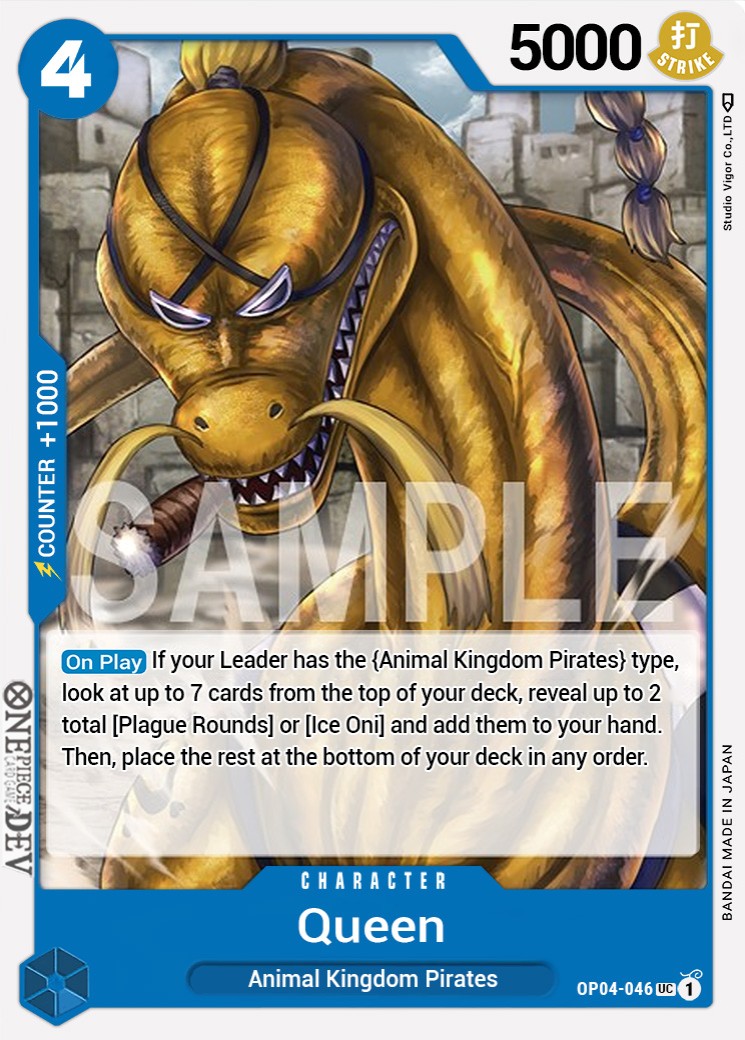 4
5000
打
STRIKE
Studio Vigor Co.,LTD
COUNTER +1000
SAMPLE
On Play If your Leader has the {Animal Kingdom Pirates} type,
look at up to 7 cards from the top of your deck, reveal up to 2
total [Plague Rounds] or [Ice Oni] and add them to your hand.
Then, place the rest at the bottom of your deck in any order.
ONE PIECE
CARD GAME
DEV
BANDAI MADE IN JAPAN
CHARACTER
Queen
Animal Kingdom Pirates
OP04-046 UC 1